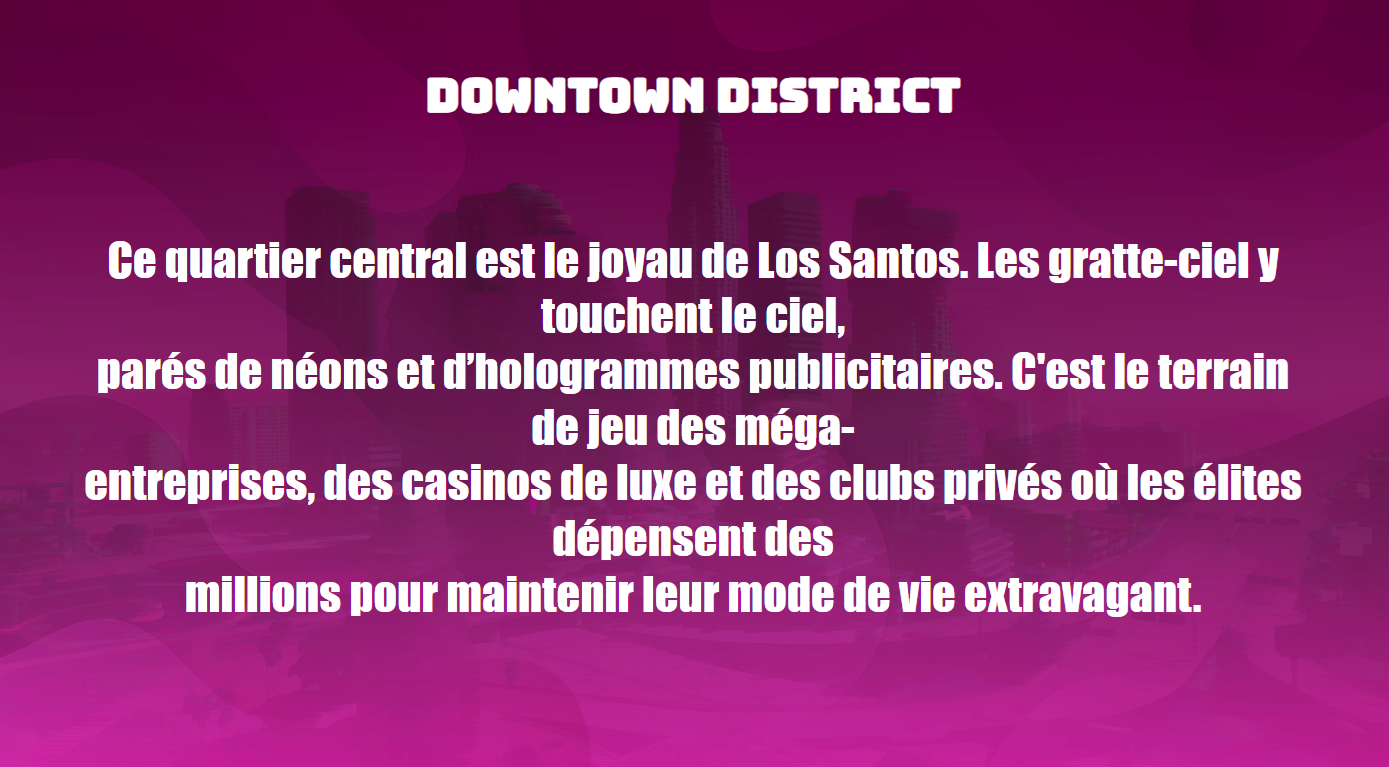 DOWNTOWN DISTRICT
Ce quartier central est le joyau de Los Santos. Les gratte-ciel y
touchent le ciel,
parés de néons et d’hologrammes publicitaires. C'est le terrain
de jeu des méga-
entreprises, des casinos de luxe et des clubs privés où les élites
dépensent des
millions pour maintenir leur mode de vie extravagant.